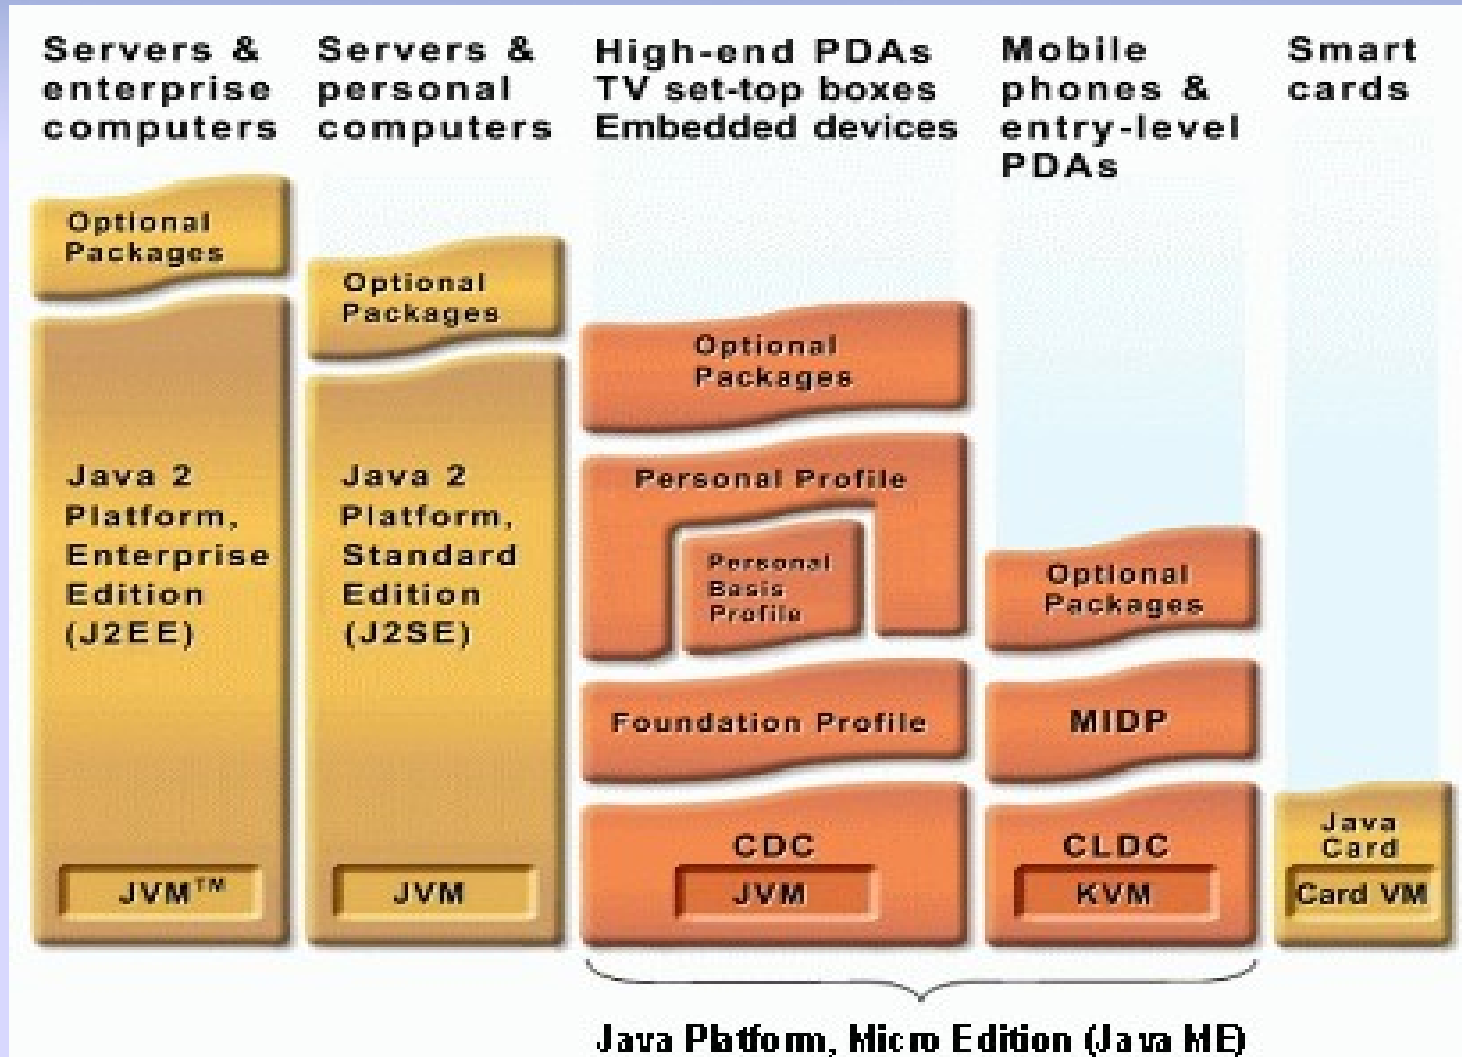 Servers &
enterprise
computers
Servers &
personal
computers
High-end PDAs
TV set-top boxes
Embedded devices
Mobile
phones &
entry-level
PDAs
Smart
cards
Optional
Packages
Java 2
Platform,
Enterprise
Edition
(J2EE)
JVM™
Optional
Packages
Java 2
Platform,
Standard
Edition
(J2SE)
JVM
Optional
Packages
Personal Profile
Personal
Basis
Profile
Foundation Profile
CDC
JVM
Optional
Packages
MIDP
CLDC
KVM
Java
Card
Card VM
Java Platform, Micro Edition (Java ME)